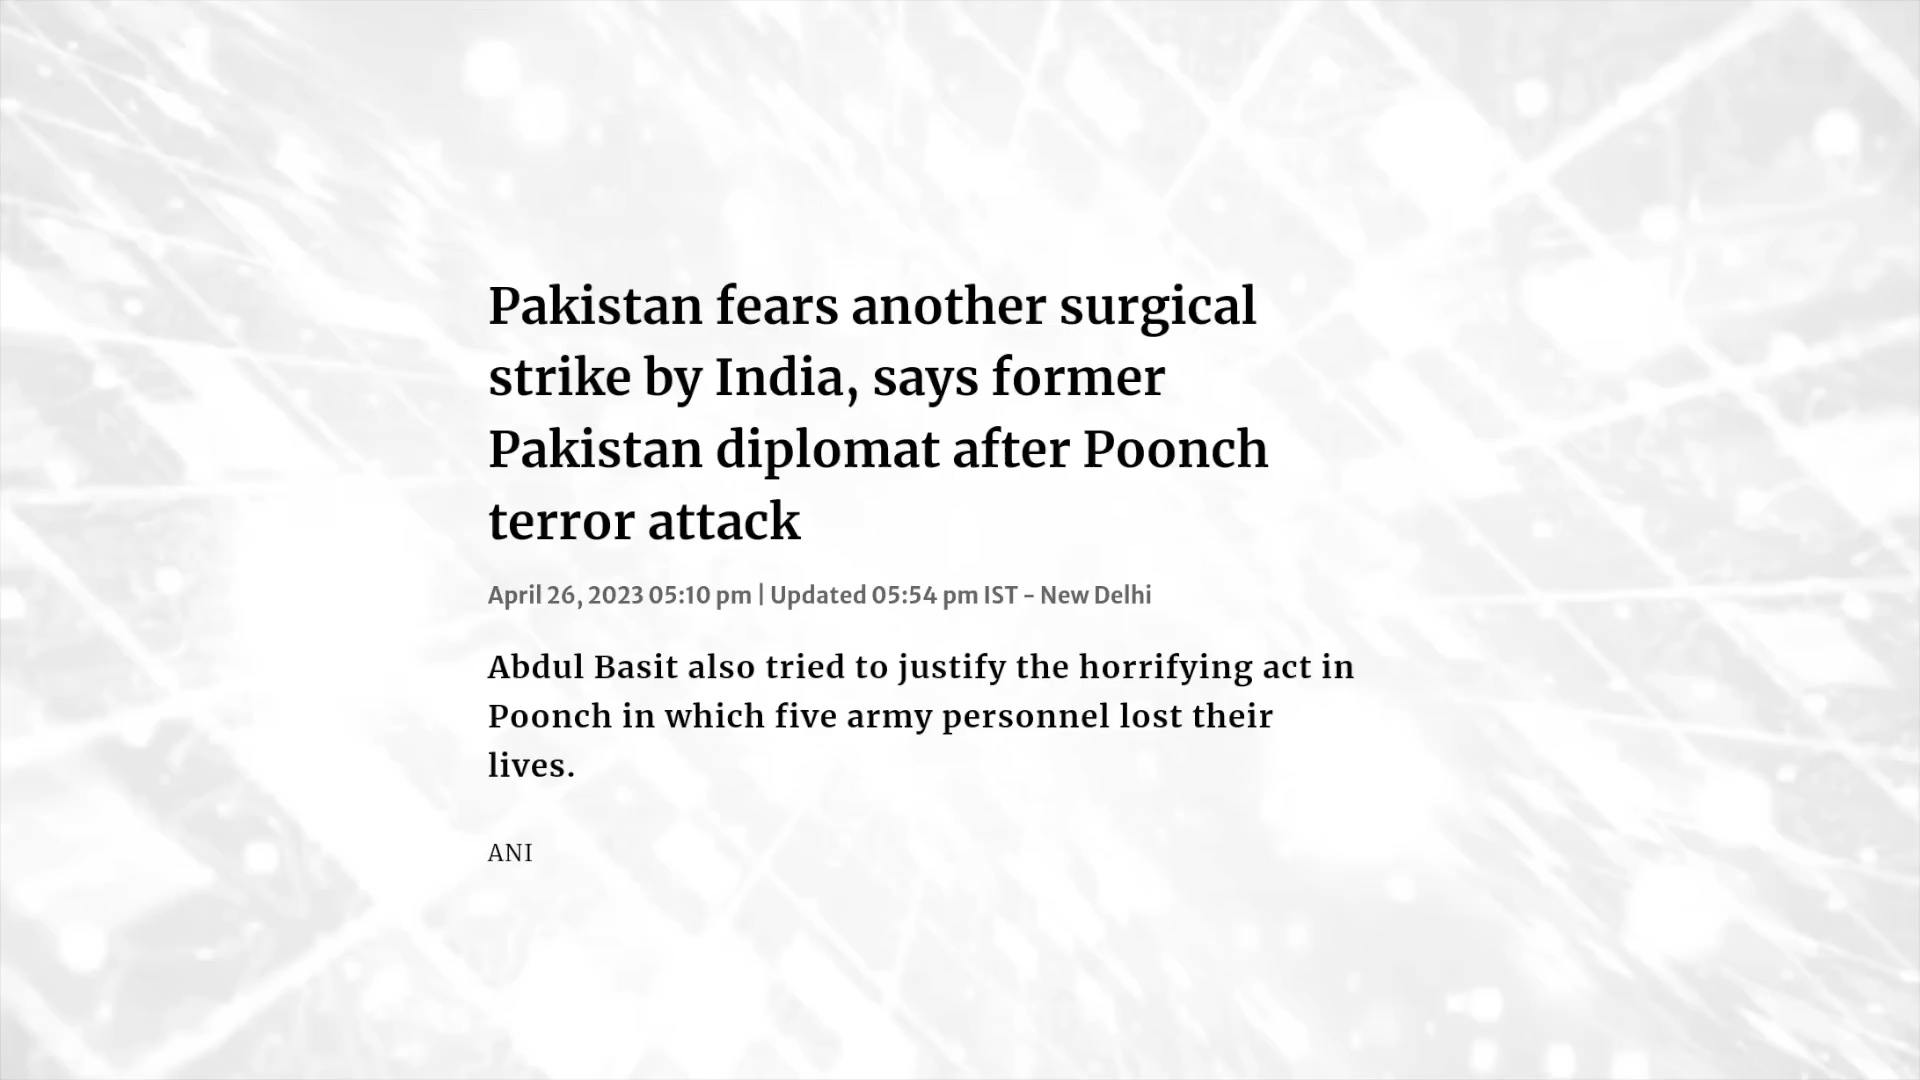 Pakistan fears another surgical
strike by India, says former
Pakistan diplomat after Poonch
terror attack
April 26, 2023 05:10 pm | Updated 05:54 pm IST - New Delhi
Abdul Basit also tried to justify the horrifying act in
Poonch in which five army personnel lost their
lives.
ANI